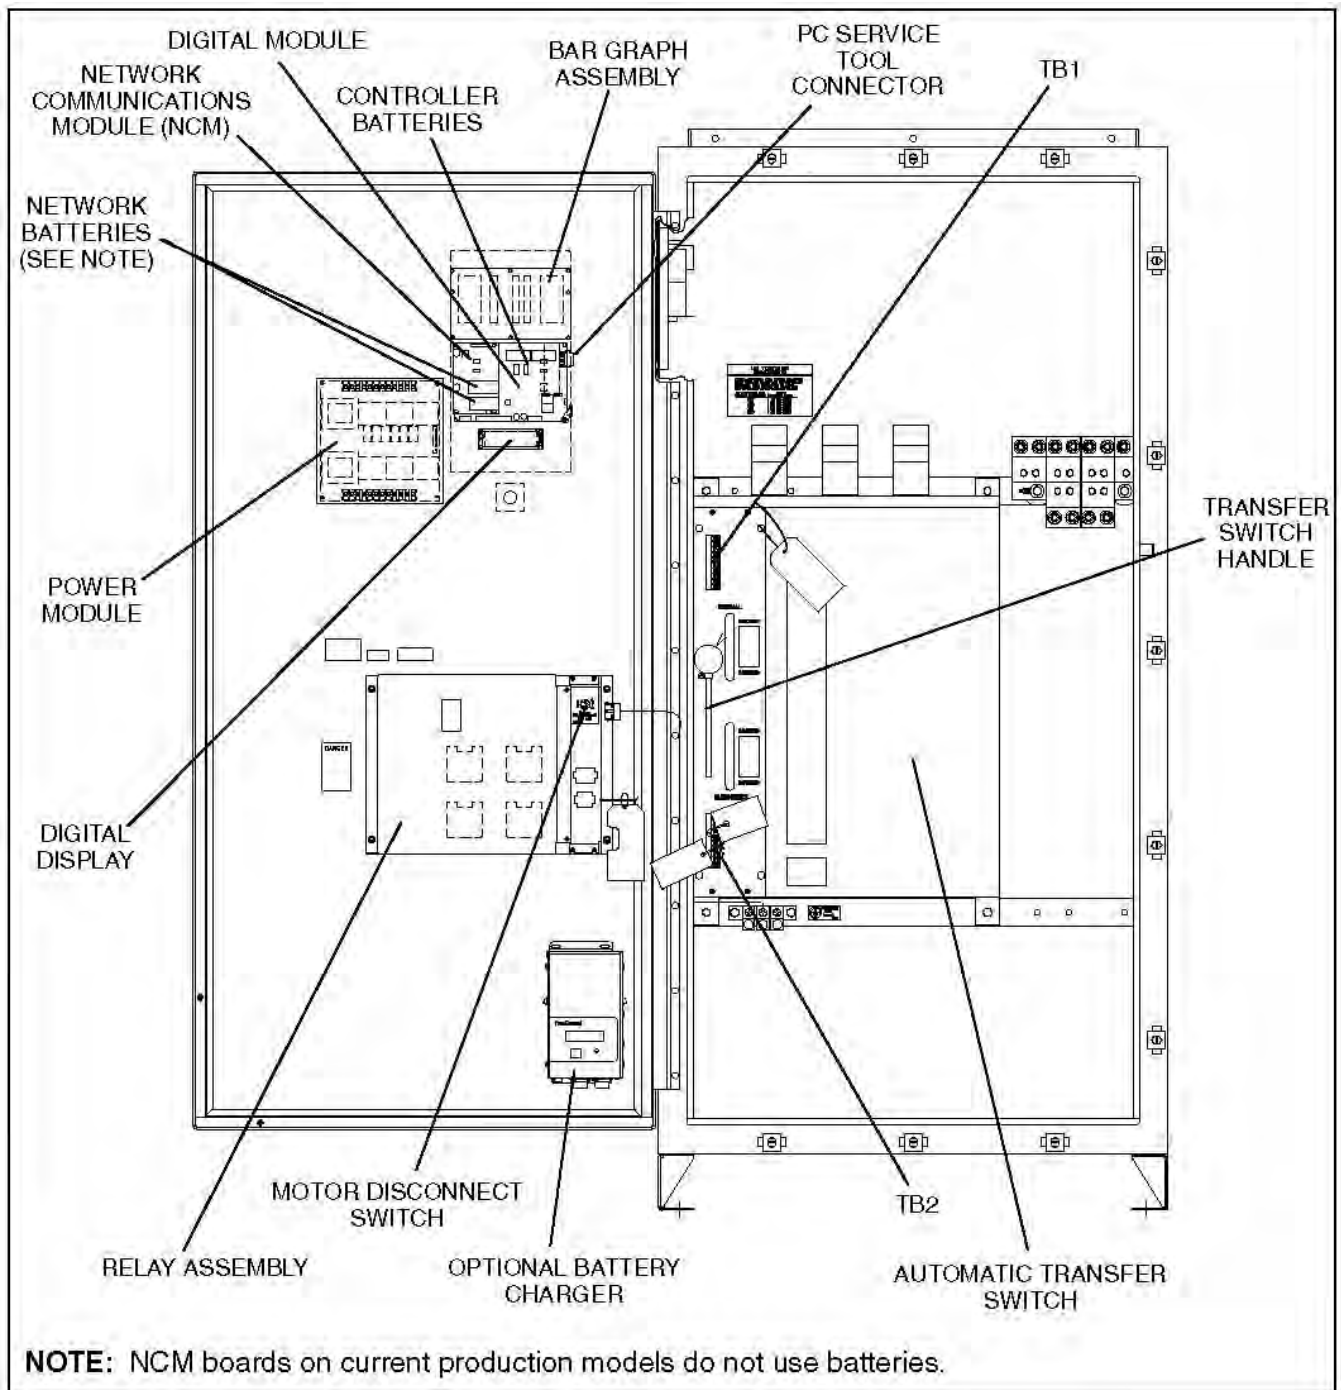 DIGITAL MODULE
NETWORK
COMMUNICATIONS
MODULE (NCM)
CONTROLLER
BATTERIES
BAR GRAPH
ASSEMBLY
PC SERVICE
TOOL
CONNECTOR
TB1
NETWORK
BATTERIES
(SEE NOTE)
POWER
MODULE
TRANSFER
SWITCH
HANDLE
DANGER
DIGITAL
DISPLAY
MOTOR DISCONNECT
SWITCH
TB2
RELAY ASSEMBLY
OPTIONAL BATTERY
CHARGER
AUTOMATIC TRANSFER
SWITCH
NOTE: NCM boards on current production models do not use batteries.